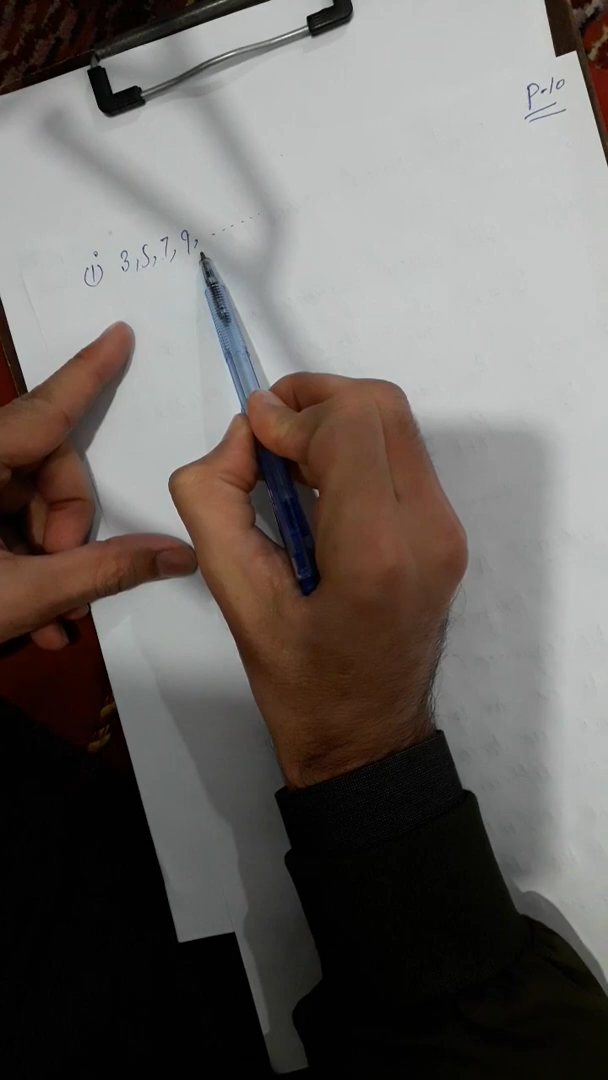 P-10
(i) 3,5,7,9, ......